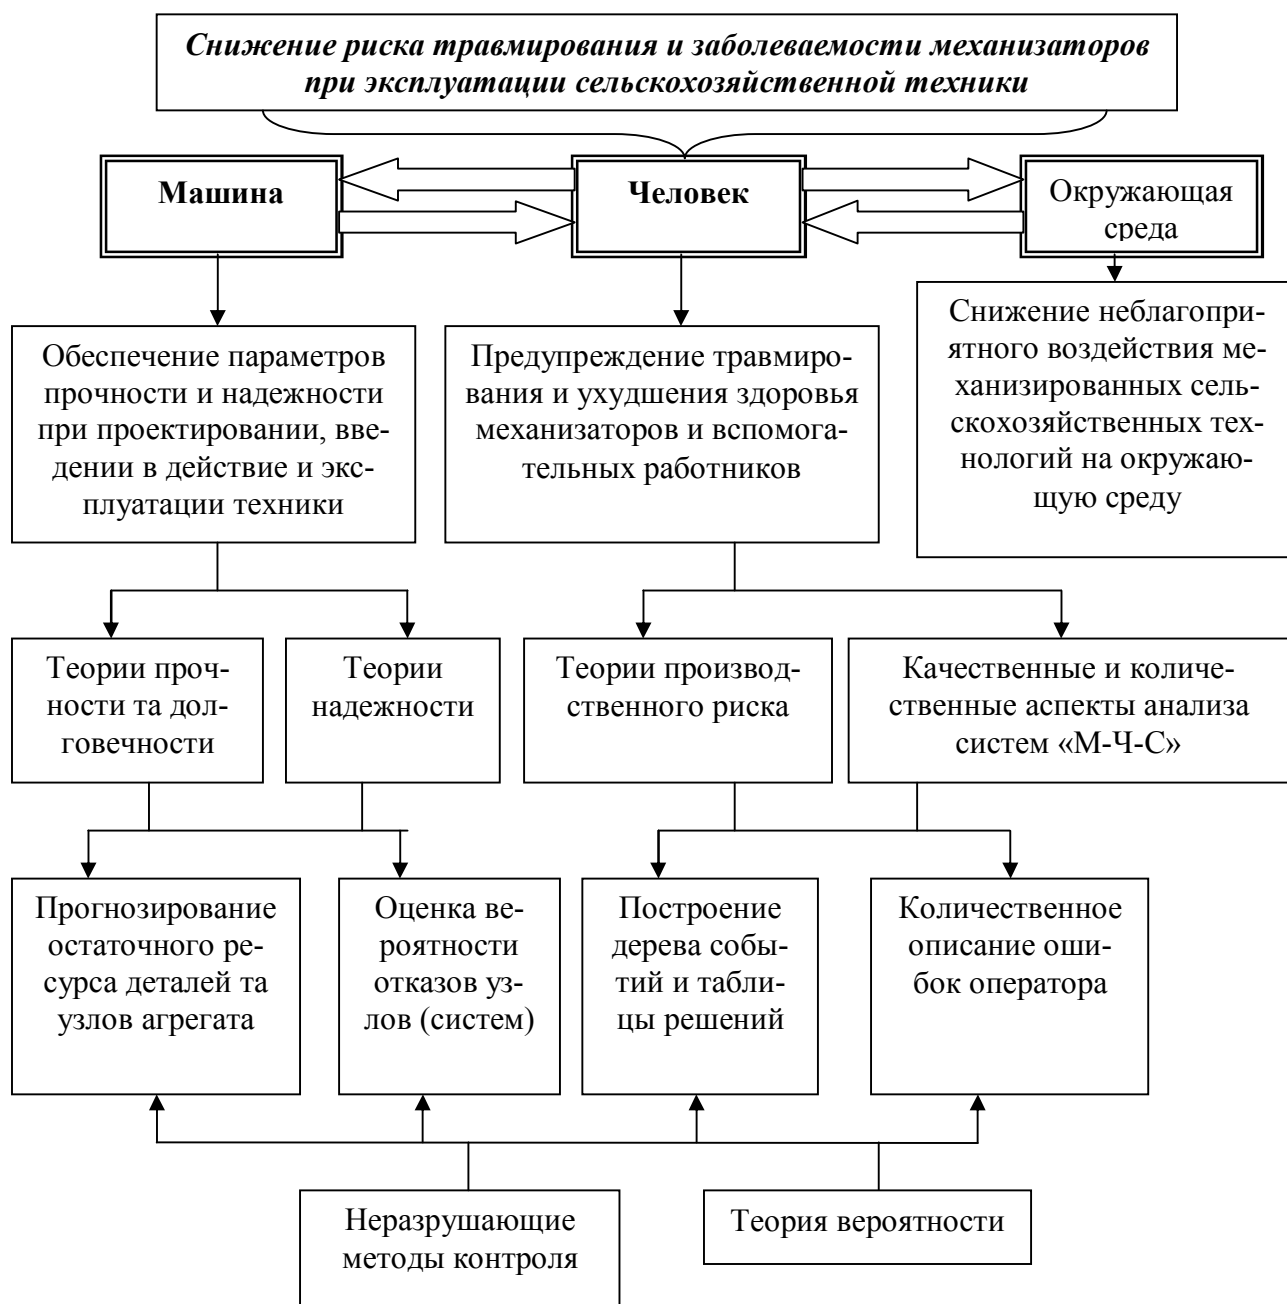 Снижение риска травмирования и заболеваемости механизаторов
при эксплуатации сельскохозяйственной техники
Машина
Человек
Окружающая
среда
Обеспечение параметров
прочности и надежности
при проектировании, вве-
дении в действие и экс-
плуатации техники
Предупреждение травмиро-
вания и ухудшения здоровья
механизаторов и вспомога-
тельных работников
Снижение неблагопри-
ятного воздействия ме-
ханизированных сель-
скохозяйственных тех-
нологий на окружаю-
щую среду
Теории проч-
ности та дол-
говечности
Теории
надежности
Теории производ-
ственного риска
Качественные и количе-
ственные аспекты анализа
систем «М-Ч-С»
Прогнозирование
остаточного ре-
сурса деталей та
узлов агрегата
Оценка ве-
роятности
отказов уз-
лов (систем)
Построение
дерева собы-
тий и табли-
цы решений
Количественное
описание оши-
бок оператора
Неразрушающие
методы контроля
Теория вероятности